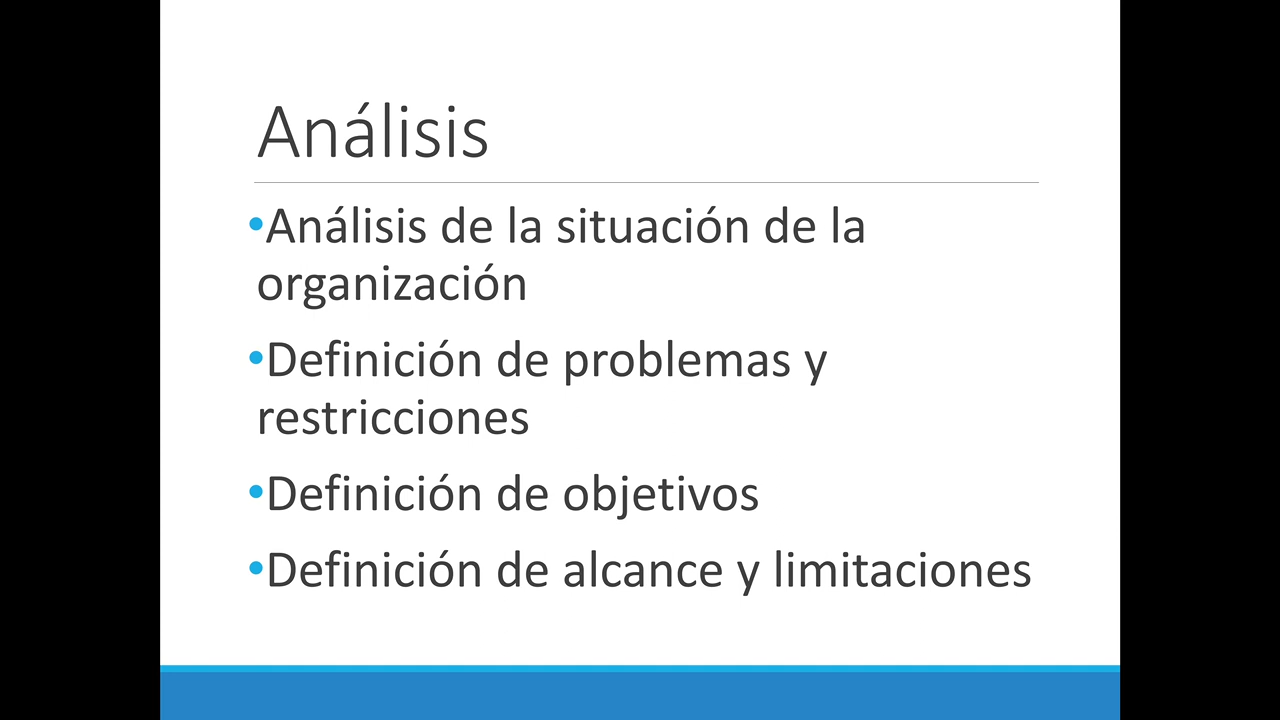 Análisis
•Análisis de la situación de la
organización
•Definición de problemas y
restricciones
•Definición de objetivos
•Definición de alcance y limitaciones